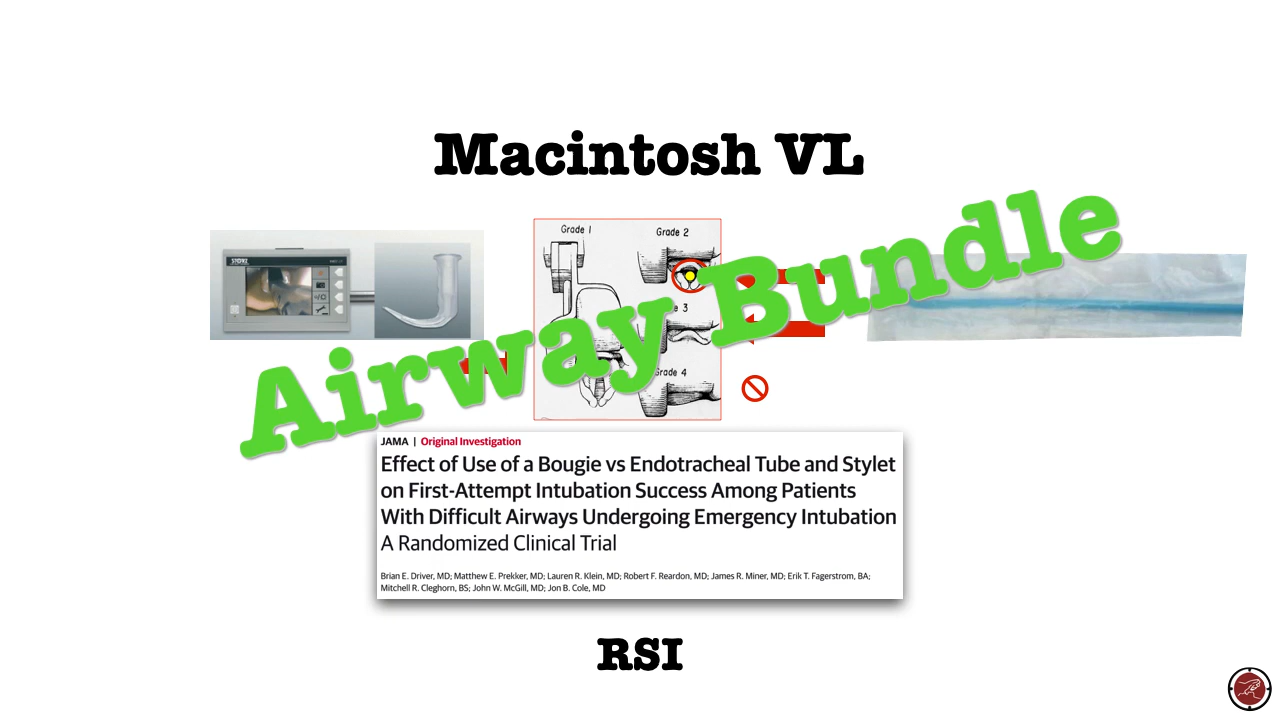 Macintosh VL
Airway Bundle
STORZ
Grade 1
Grade 2
e 3
Grade 4
JAMA | Original Investigation
Effect of Use of a Bougie vs Endotracheal Tube and Stylet
on First-Attempt Intubation Success Among Patients
With Difficult Airways Undergoing Emergency Intubation
A Randomized Clinical Trial
Brian E. Driver, MD; Matthew E. Prekker, MD; Lauren R. Klein, MD; Robert F. Reardon, MD; James R. Miner, MD; Erik T. Fagerstrom, BA;
Mitchell R. Cleghorn, BS; John W. McGill, MD; Jon B. Cole, MD
RSI